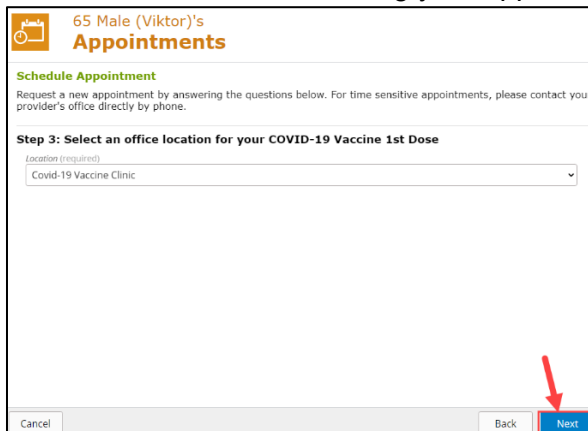 65 Male (Viktor)'s
Appointments
Schedule Appointment
Request a new appointment by answering the questions below. For time sensitive appointments, please contact you
provider's office directly by phone.
Step 3: Select an office location for your COVID-19 Vaccine 1st Dose
Location (required)
Covid-19 Vaccine Clinic
Cancel
Back
Next